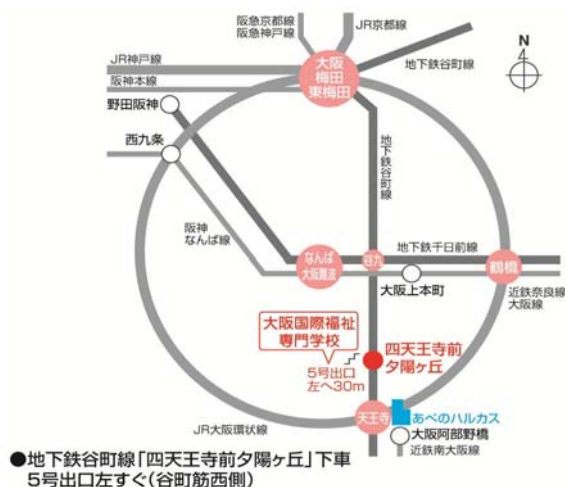 阪急京都線
阪急神戸線
JR京都線
N
JR神戸線
大阪
梅田
東梅田
地下鉄谷町線
阪神本線
野田阪神
西九条
地下鉄谷町線
阪神
なんば線
なんば
大阪難波
谷九
地下鉄千日前線
鶴橋
大阪上本町
近鉄奈良線
大阪線
大阪国際福祉
専門学校
四天王寺前
夕陽ヶ丘
5号出口
左へ30m
天王寺
あべのハルカス
JR大阪環状線
大阪阿部野橋
近鉄南大阪線
●地下鉄谷町線「四天王寺前夕陽ヶ丘」下車
5号出口左すぐ(谷町筋西側)